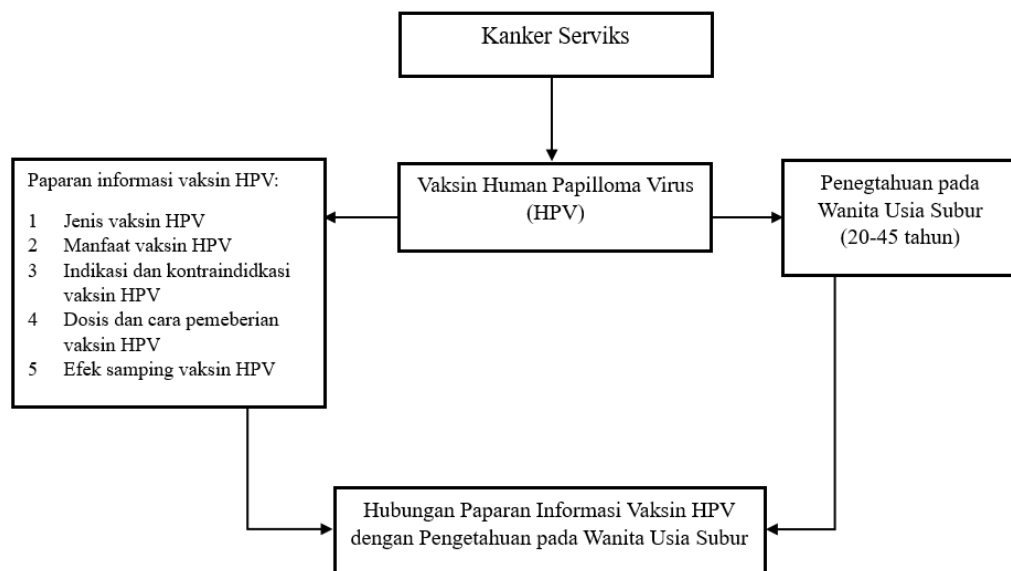 Kanker Serviks
Paparan informasi vaksin HPV:
1 Jenis vaksin HPV
2 Manfaat vaksin HPV
3 Indikasi dan kontraindidkasi
vaksin HPV
4 Dosis dan cara pemeberian
vaksin HPV
5 Efek samping vaksin HPV
Vaksin Human Papilloma Virus
(HPV)
Penegtahuan pada
Wanita Usia Subur
(20-45 tahun)
Hubungan Paparan Informasi Vaksin HPV
dengan Pengetahuan pada Wanita Usia Subur